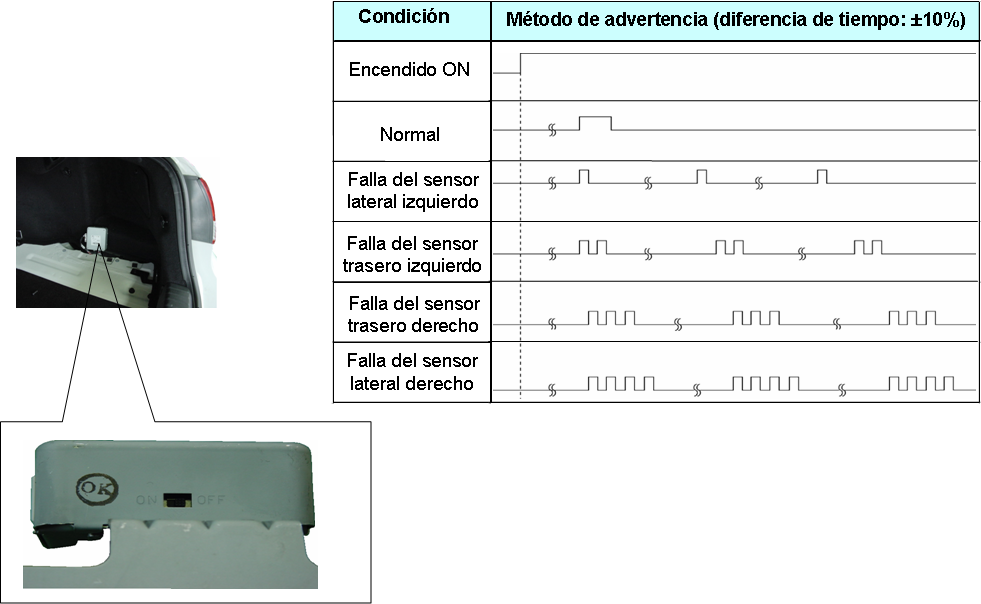 Condición
Método de advertencia (diferencia de tiempo: ±10%)
Encendido ON
Normal
Falla del sensor
lateral izquierdo
Falla del sensor
trasero izquierdo
Falla del sensor
trasero derecho
Falla del sensor
lateral derecho
OK
ON OFF